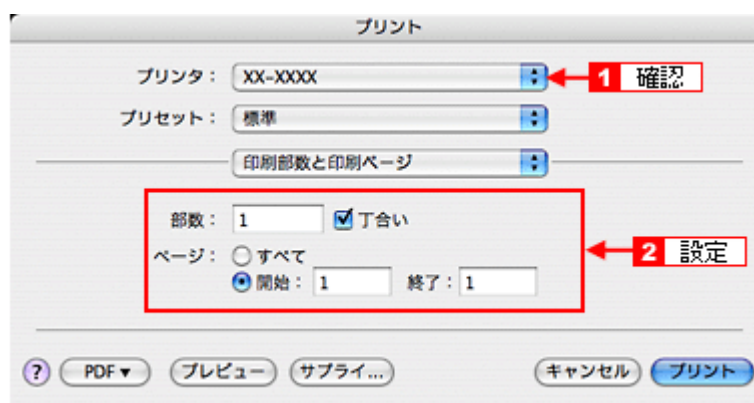 プリント
プリンタ： XX-XXXX 1 確認
プリセット： 標準
印刷部数と印刷ページ
部数： 1 丁合い
ページ： すべて
開始： 1 終了： 1
2 設定
? PDF▼ プレビュー サプライ... キャンセル プリント